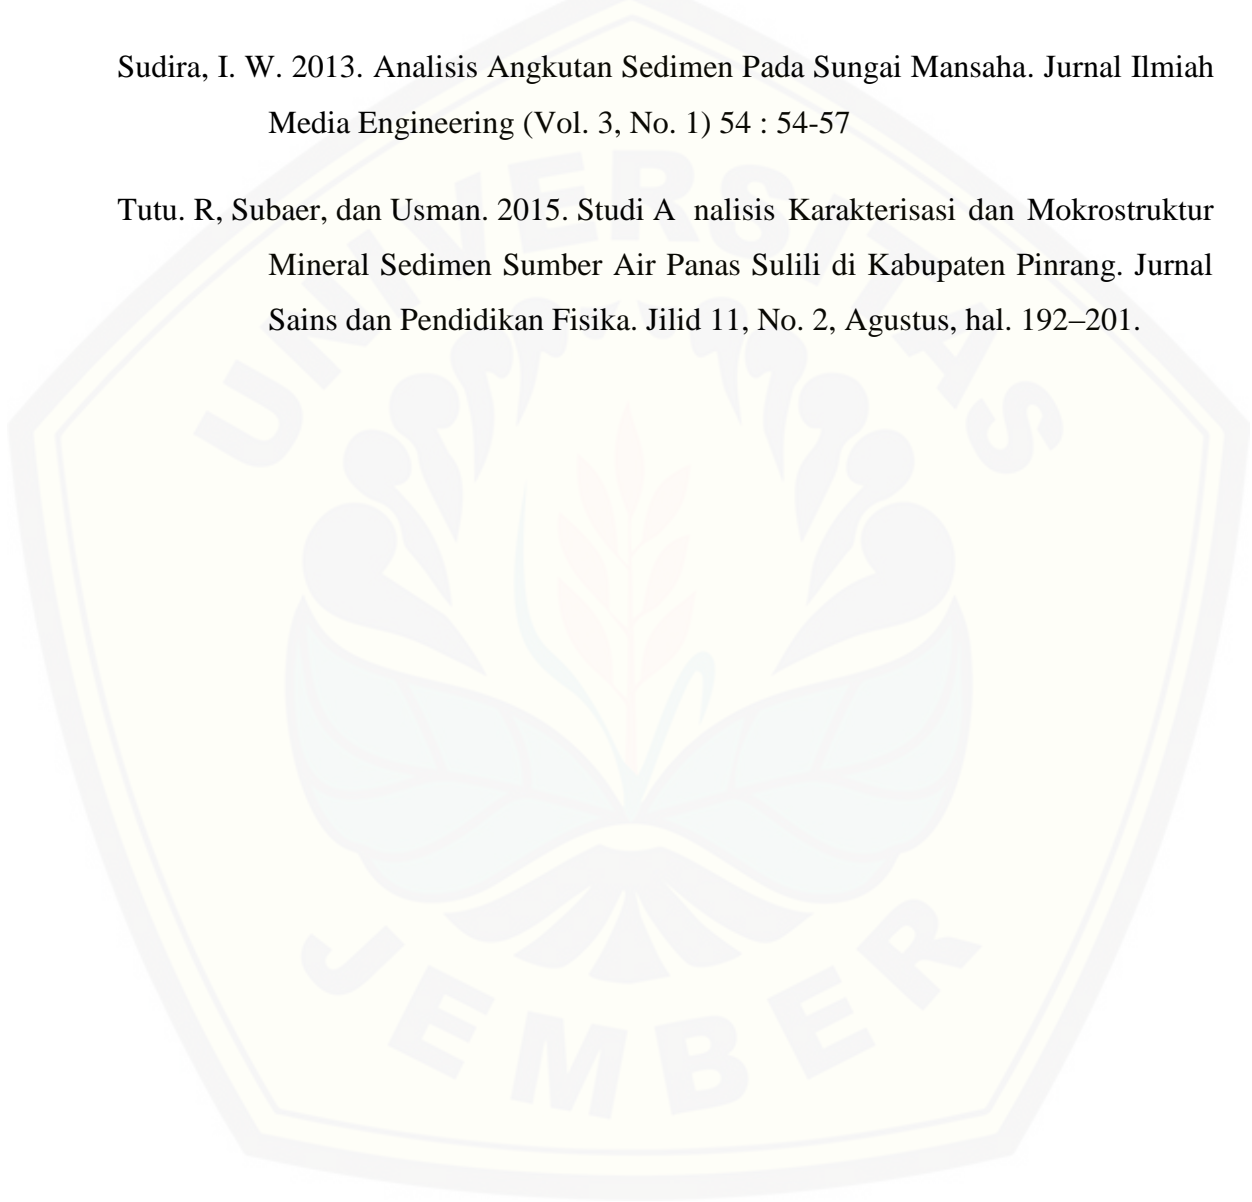 Sudira, I. W. 2013. Analisis Angkutan Sedimen Pada Sungai Mansaha. Jurnal Ilmiah
Media Engineering (Vol. 3, No. 1) 54 : 54-57
Tutu. R, Subaer, dan Usman. 2015. Studi A nalisis Karakterisasi dan Mokrostruktur
Mineral Sedimen Sumber Air Panas Sulili di Kabupaten Pinrang. Jurnal
Sains dan Pendidikan Fisika. Jilid 11, No. 2, Agustus, hal. 192–201.
UNIVERSITAS
JEMBER